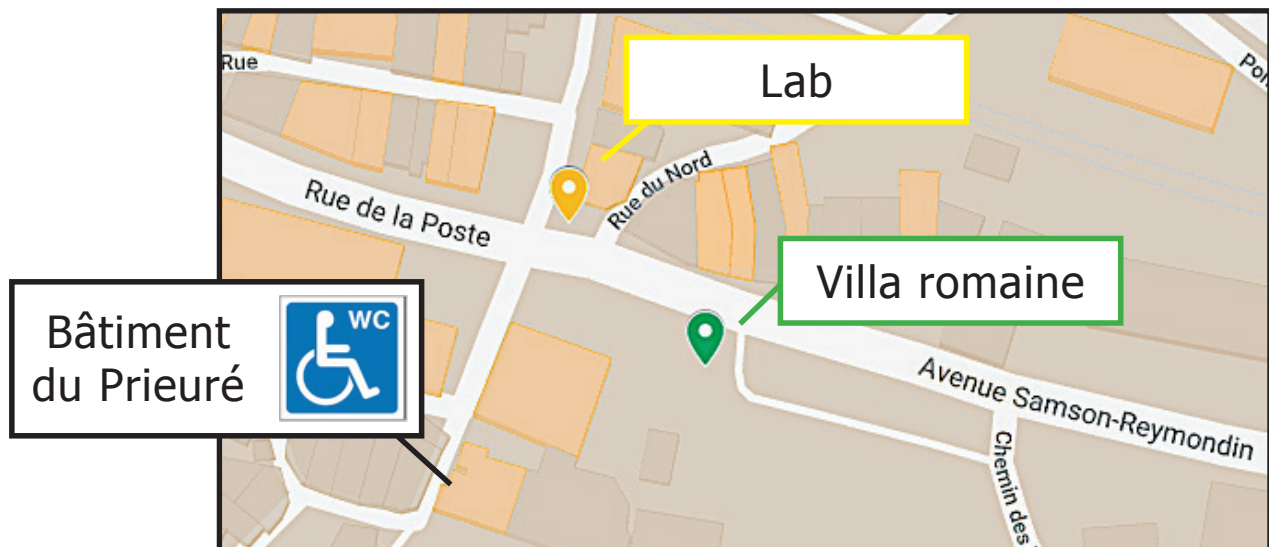 Rue
Lab
Rue du Nord
Rue de la Poste
Villa romaine
Bâtiment
du Prieuré
WC
Avenue Samson-Reymondin
Chemin des